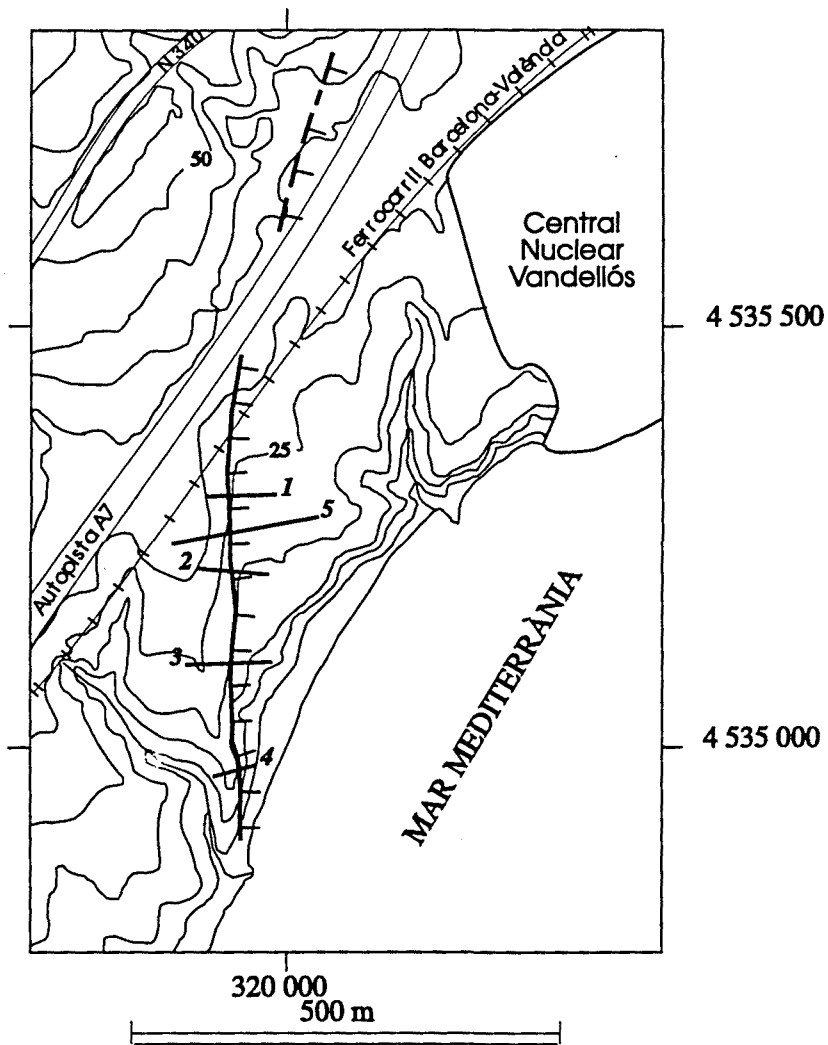 N 340
50
Ferrocarril Barcelona-València
Central
Nuclear
Vandellós
4 535 500
25
1
5
Autopista A7
2
3
4
4 535 000
MAR MEDITERRÀNIA
320 000
500 m